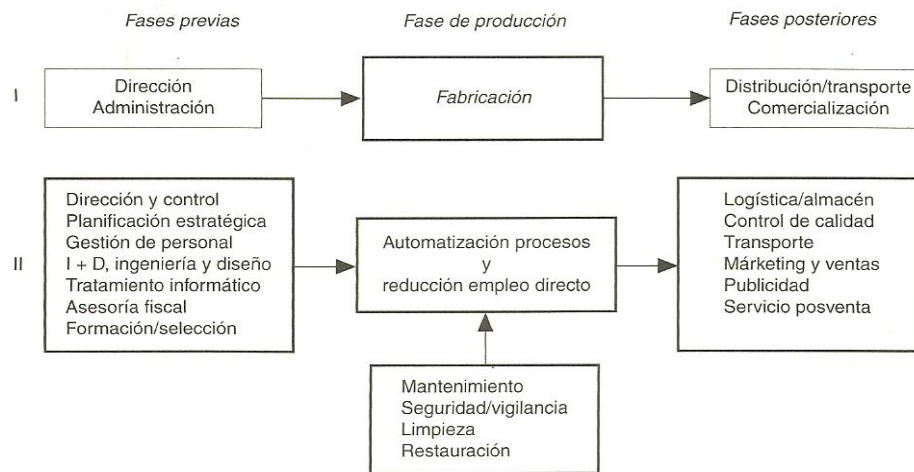 Fases previas
Fase de producción
Fases posteriores
I
Dirección
Administración
Fabricación
Distribución/transporte
Comercialización
II
Dirección y control
Planificación estratégica
Gestión de personal
I + D, ingeniería y diseño
Tratamiento informático
Asesoría fiscal
Formación/selección
Automatización procesos
y
reducción empleo directo
Logística/almacén
Control de calidad
Transporte
Márketing y ventas
Publicidad
Servicio posventa
Mantenimiento
Seguridad/vigilancia
Limpieza
Restauración